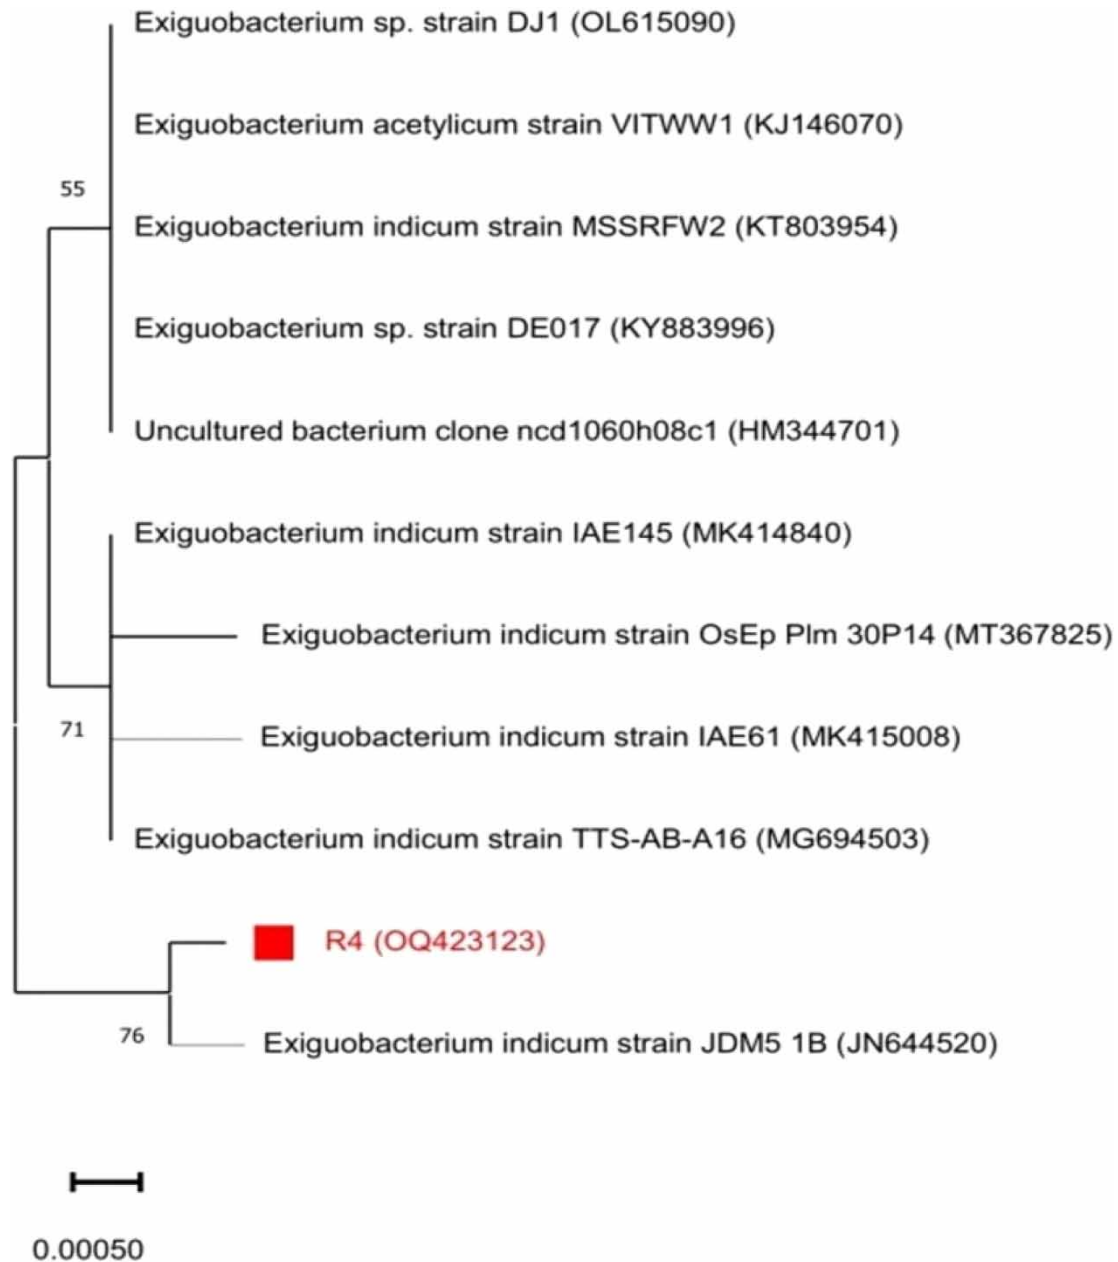 Exiguobacterium sp. strain DJ1 (OL615090)
Exiguobacterium acetylicum strain VITWW1 (KJ146070)
55
Exiguobacterium indicum strain MSSRFW2 (KT803954)
Exiguobacterium sp. strain DE017 (KY883996)
Uncultured bacterium clone ncd1060h08c1 (HM344701)
Exiguobacterium indicum strain IAE145 (MK414840)
Exiguobacterium indicum strain OsEp Plm 30P14 (MT367825)
71
Exiguobacterium indicum strain IAE61 (MK415008)
Exiguobacterium indicum strain TTS-AB-A16 (MG694503)
R4 (OQ423123)
76
Exiguobacterium indicum strain JDM5 1B (JN644520)
0.00050